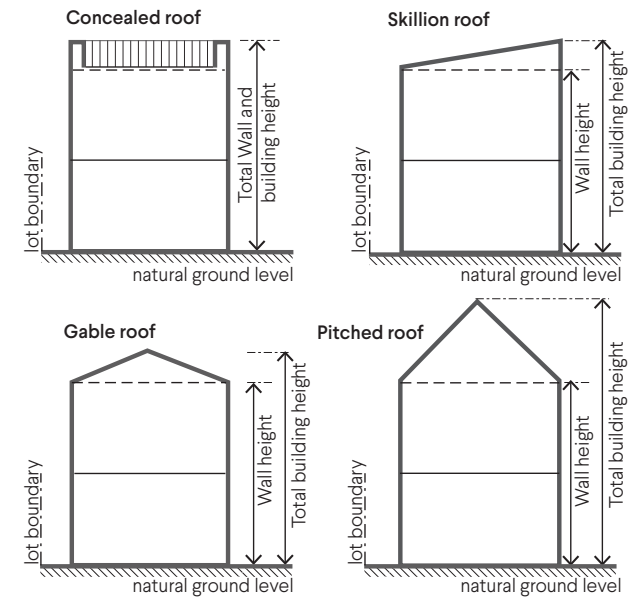 Concealed roof
lot boundary
Total Wall and
building height
natural ground level
Skillion roof
lot boundary
Wall height
Total building height
natural ground level
Gable roof
lot boundary
Wall height
Total building height
natural ground level
Pitched roof
lot boundary
Wall height
Total building height
natural ground level